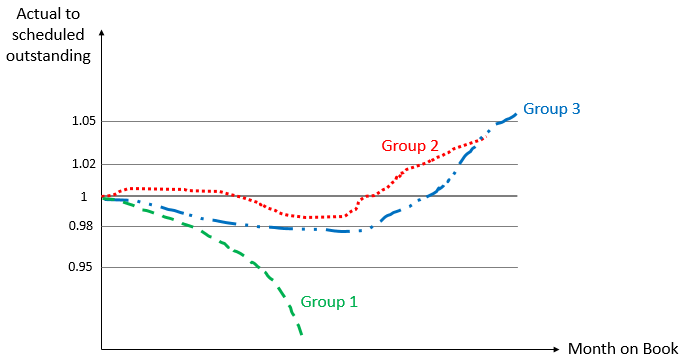 Actual to
scheduled
outstanding
1.05
1.02
1
0.98
0.95
Group 3
Group 2
Group 1
Month on Book